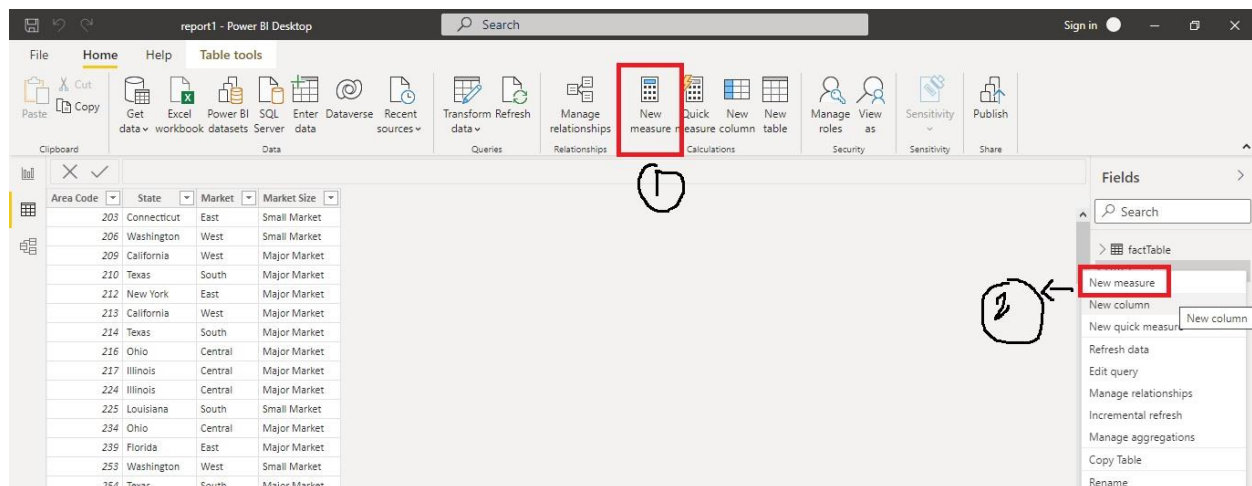 report1 - Power BI Desktop
Search
Sign in
File Home Help Table tools
Paste
Cut
Copy
Get data
Excel workbook
Power BI datasets
SQL Server
Enter data
Dataverse
Recent sources
Transform data
Refresh
Manage relationships
New measure
Quick measure
New column
New table
Manage roles
View as
Sensitivity
Publish
Clipboard Data Queries Relationships Calculations Security Sensitivity Share
1
2
Area Code State Market Market Size
203 Connecticut East Small Market
206 Washington West Small Market
209 California West Major Market
210 Texas South Major Market
212 New York East Major Market
213 California West Major Market
214 Texas South Major Market
216 Ohio Central Major Market
217 Illinois Central Major Market
224 Illinois Central Major Market
225 Louisiana South Small Market
234 Ohio Central Major Market
239 Florida East Major Market
253 Washington West Small Market
254 Texas South Major Market
Fields
Search
factTable
New measure
New column
New column
New quick measure
Refresh data
Edit query
Manage relationships
Incremental refresh
Manage aggregations
Copy Table
Rename